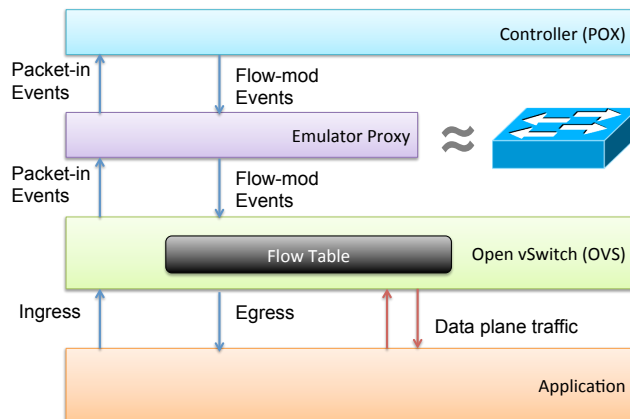 Controller (POX)
Packet-in
Events
Flow-mod
Events
Emulator Proxy
≈
Packet-in
Events
Flow-mod
Events
Flow Table
Open vSwitch (OVS)
Ingress
Egress
Data plane traffic
Application